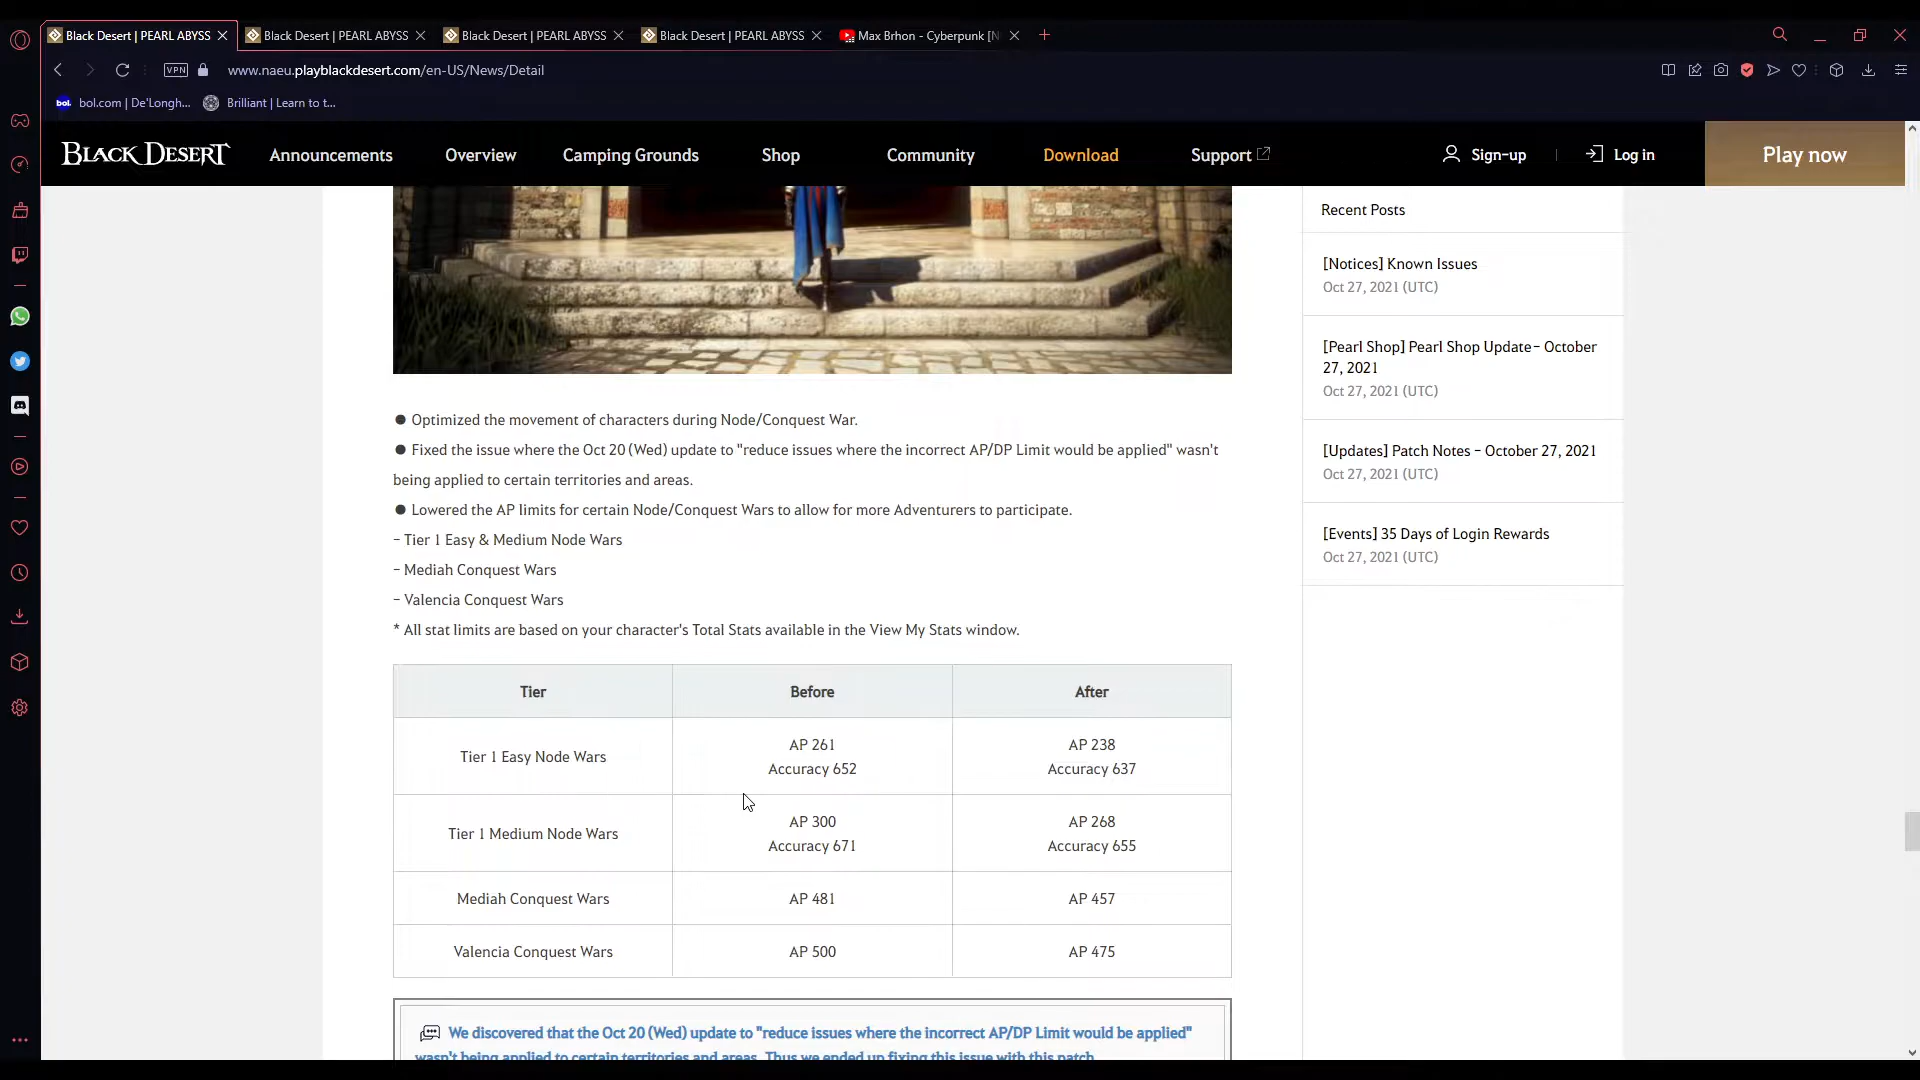 Black Desert | PEARL ABYSS
Black Desert | PEARL ABYSS
Black Desert | PEARL ABYSS
Black Desert | PEARL ABYSS
Max Brhon - Cyberpunk [N
VPN
www.naeu.playblackdesert.com/en-US/News/Detail
bol.
bol.com | De'Longh...
Brilliant | Learn to t...
BLACK DESERT
Announcements
Overview
Camping Grounds
Shop
Community
Download
Support
Sign-up
Log in
Play now
● Optimized the movement of characters during Node/Conquest War.
● Fixed the issue where the Oct 20 (Wed) update to "reduce issues where the incorrect AP/DP Limit would be applied" wasn't
being applied to certain territories and areas.
● Lowered the AP limits for certain Node/Conquest Wars to allow for more Adventurers to participate.
- Tier 1 Easy & Medium Node Wars
- Mediah Conquest Wars
- Valencia Conquest Wars
* All stat limits are based on your character's Total Stats available in the View My Stats window.
Tier
Before
After
Tier 1 Easy Node Wars
AP 261
Accuracy 652
AP 238
Accuracy 637
Tier 1 Medium Node Wars
AP 300
Accuracy 671
AP 268
Accuracy 655
Mediah Conquest Wars
AP 481
AP 457
Valencia Conquest Wars
AP 500
AP 475
We discovered that the Oct 20 (Wed) update to "reduce issues where the incorrect AP/DP Limit would be applied"
wasn't being applied to certain territories and areas. Thus we ended up fixing this issue with this patch.
Recent Posts
[Notices] Known Issues
Oct 27, 2021 (UTC)
[Pearl Shop] Pearl Shop Update - October
27, 2021
Oct 27, 2021 (UTC)
[Updates] Patch Notes - October 27, 2021
Oct 27, 2021 (UTC)
[Events] 35 Days of Login Rewards
Oct 27, 2021 (UTC)